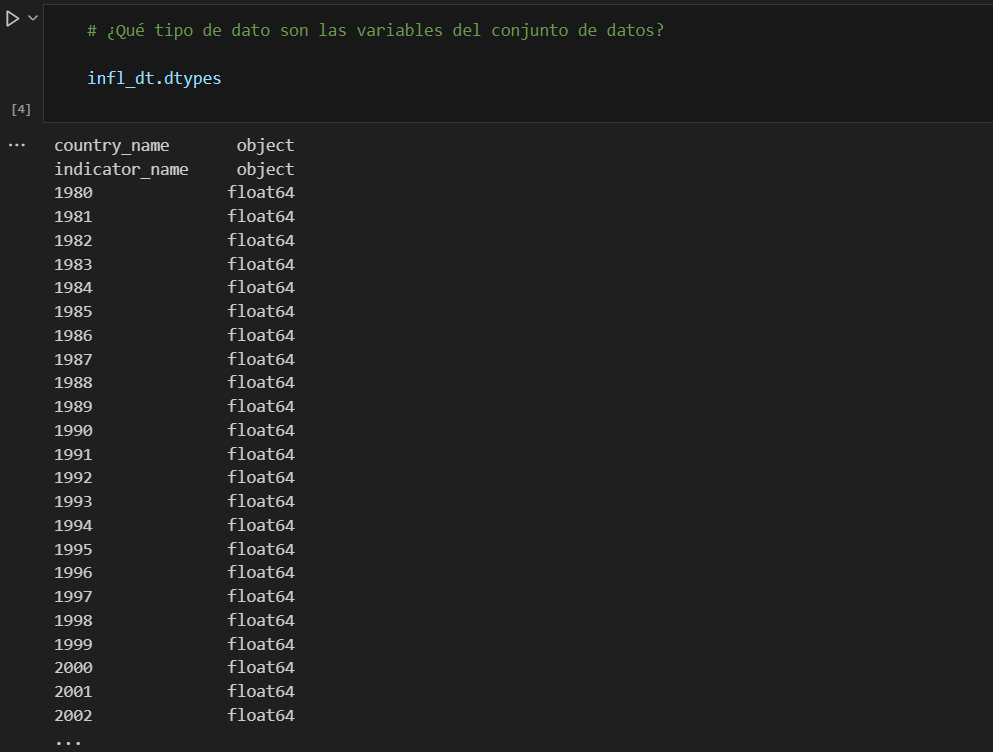 # ¿Qué tipo de dato son las variables del conjunto de datos?
infl_dt.dtypes
[4]
... country_name object
indicator_name object
1980 float64
1981 float64
1982 float64
1983 float64
1984 float64
1985 float64
1986 float64
1987 float64
1988 float64
1989 float64
1990 float64
1991 float64
1992 float64
1993 float64
1994 float64
1995 float64
1996 float64
1997 float64
1998 float64
1999 float64
2000 float64
2001 float64
2002 float64
...